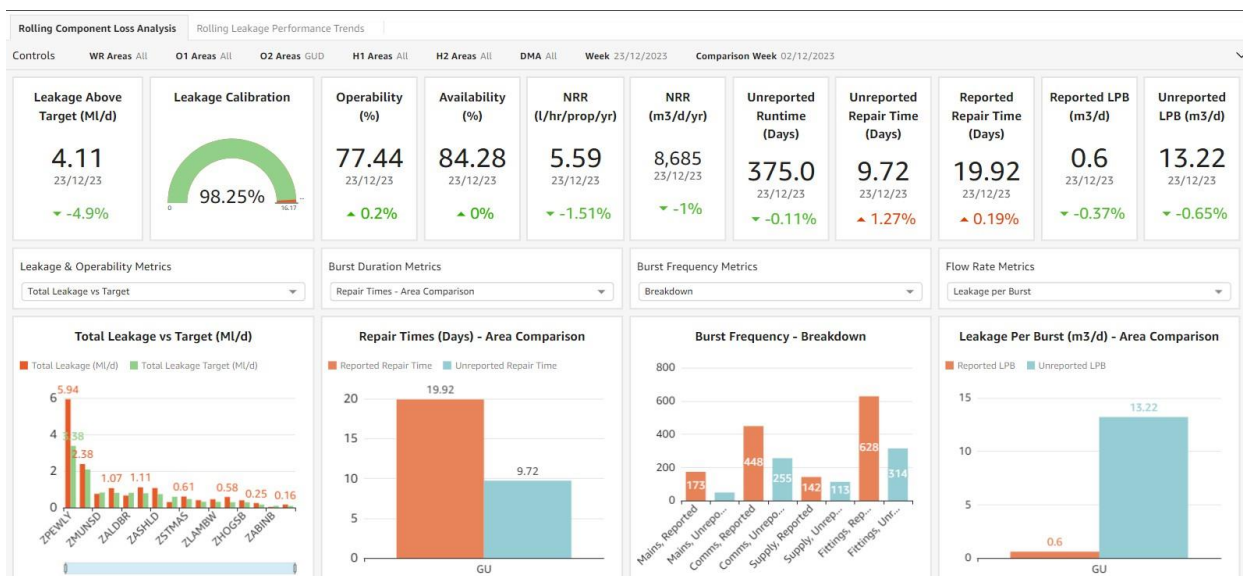 Rolling Component Loss Analysis
Rolling Leakage Performance Trends
Controls
WR Areas All
O1 Areas All
O2 Areas GUD
H1 Areas All
H2 Areas All
DMA All
Week 23/12/2023
Comparison Week 02/12/2023
Leakage Above
Target (Ml/d)
4.11
23/12/23
-4.9%
Leakage Calibration
98.25%
0
16.17
Operability
(%)
77.44
23/12/23
0.2%
Availability
(%)
84.28
23/12/23
0%
NRR
(l/hr/prop/yr)
5.59
23/12/23
-1.51%
NRR
(m3/d/yr)
8,685
23/12/23
-1%
Unreported
Runtime
(Days)
375.0
23/12/23
-0.11%
Unreported
Repair Time
(Days)
9.72
23/12/23
1.27%
Reported
Repair Time
(Days)
19.92
23/12/23
0.19%
Reported LPB
(m3/d)
0.6
23/12/23
-0.37%
Unreported
LPB (m3/d)
13.22
23/12/23
-0.65%
Leakage & Operability Metrics
Total Leakage vs Target
Burst Duration Metrics
Repair Times - Area Comparison
Burst Frequency Metrics
Breakdown
Flow Rate Metrics
Leakage per Burst
Total Leakage vs Target (Ml/d)
Total Leakage (Ml/d)
Total Leakage Target (Ml/d)
6
4
2
0
5.94
3.38
2.38
1.07
1.11
0.61
0.58
0.25
0.16
ZPEWLY
ZMUNSD
ZALDBR
ZASHLD
ZSTMAS
ZLAMBW
ZHOGSB
ZABINB
Repair Times (Days) - Area Comparison
Reported Repair Time
Unreported Repair Time
20
15
10
5
0
19.92
9.72
GU
Burst Frequency - Breakdown
800
600
400
200
0
173
448
255
142
113
628
314
Mains, Reported
Mains, Unrepo...
Comms, Reported
Comms, Unrepo...
Supply, Reported
Supply, Unrep...
Fittings, Rep...
Fittings, Unr...
Leakage Per Burst (m3/d) - Area Comparison
Reported LPB
Unreported LPB
15
10
5
0
0.6
13.22
GU